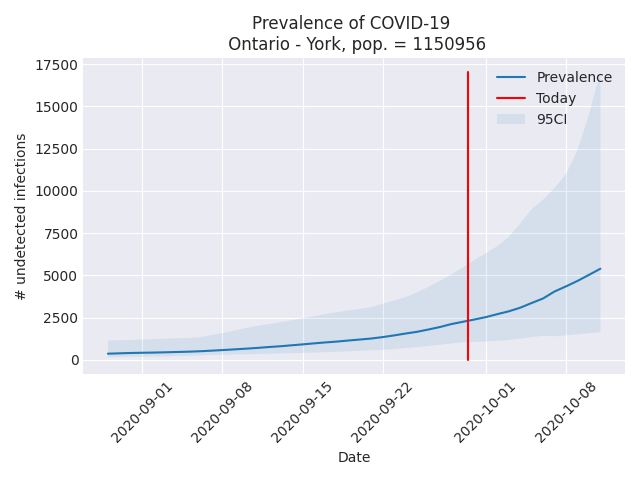 Prevalence of COVID-19
Ontario - York, pop. = 1150956
17500
15000
12500
10000
7500
5000
2500
0
# undetected infections
Prevalence
Today
95CI
2020-09-01
2020-09-08
2020-09-15
2020-09-22
2020-10-01
2020-10-08
Date